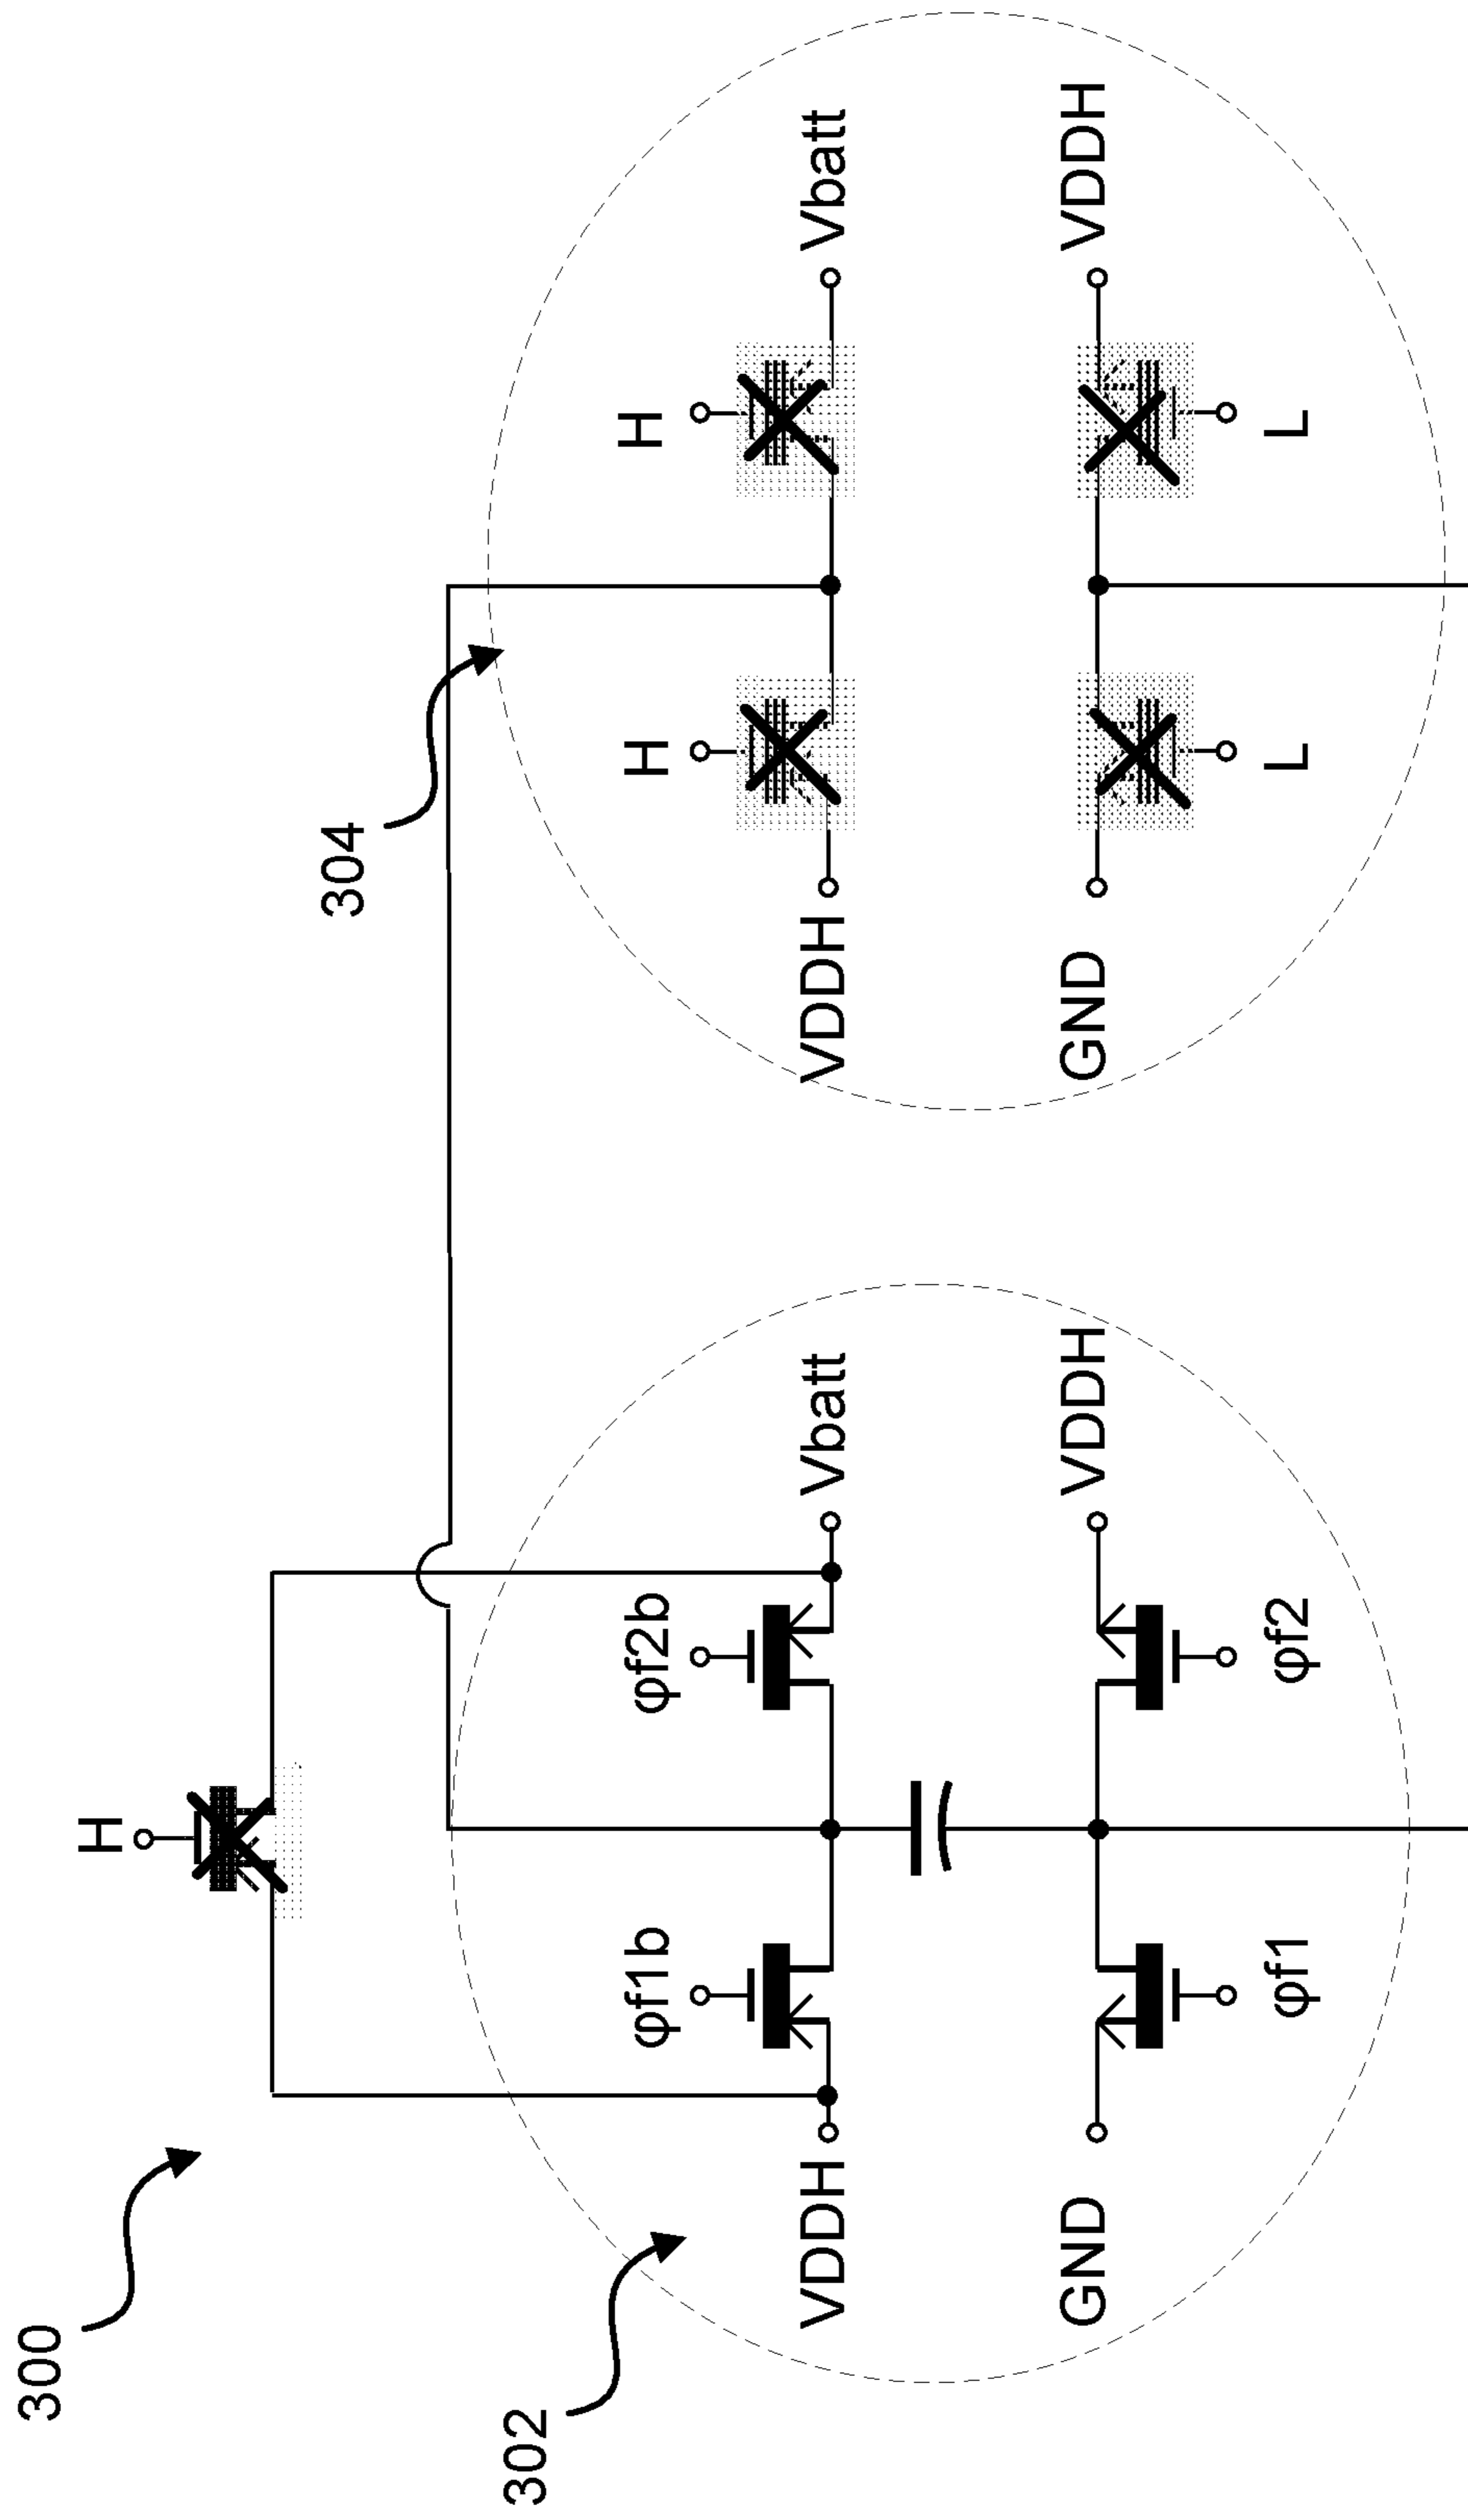 300
H
302
φf1b
φf2b
VDDH
Vbatt
GND
VDDH
φf1
φf2
304
H
H
VDDH
Vbatt
GND
VDDH
L
L